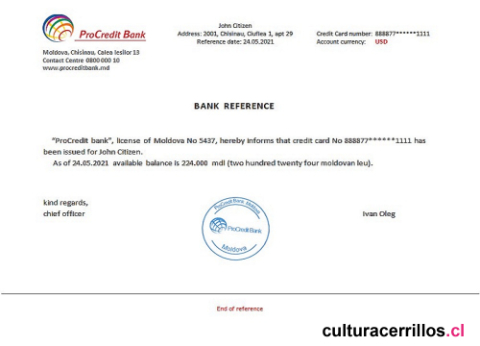 ProCredit Bank
Moldova, Chisinau, Calea Iesilor 13
Contact Centre 0800 000 10
www.procreditbank.md
John Citizen
Address: 2001, Chisinau, Ciuflea 1, apt 29
Reference date: 24.05.2021
Credit Card number: 888877******1111
Account currency: USD
BANK REFERENCE
"ProCredit bank", license of Moldova No 5437, hereby informs that credit card No 888877******1111 has
been issued for John Citizen.
As of 24.05.2021 available balance is 224.000 mdl (two hundred twenty four moldovan leu).
kind regards,
chief officer
ProCredit Bank Moldova
ProCredit Bank
Moldova
Ivan Oleg
End of reference
culturacerrillos.cl